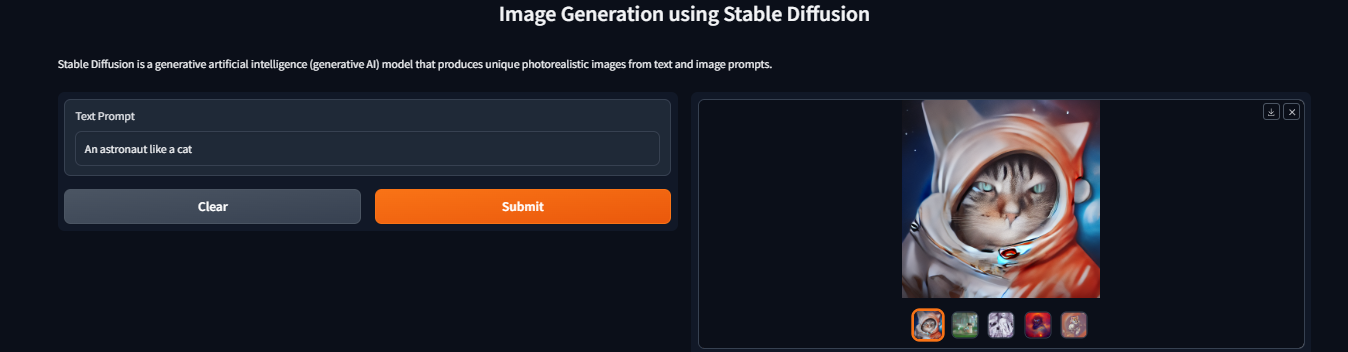 Image Generation using Stable Diffusion
Stable Diffusion is a generative artificial intelligence (generative AI) model that produces unique photorealistic images from text and image prompts.
Text Prompt
An astronaut like a cat
Clear
Submit